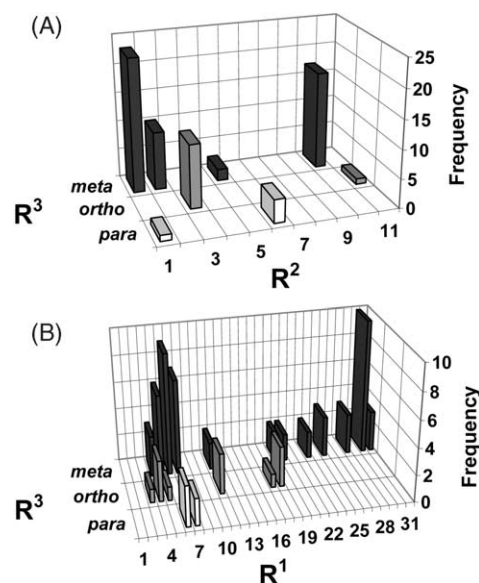 (A)
25
20
15
10
5
0
Frequency
meta
ortho
para
R³
1 3 5 7 9 11
R²
(B)
10
8
6
4
2
0
Frequency
meta
ortho
para
R³
1 4 7 10 13 16 19 22 25 28 31
R¹